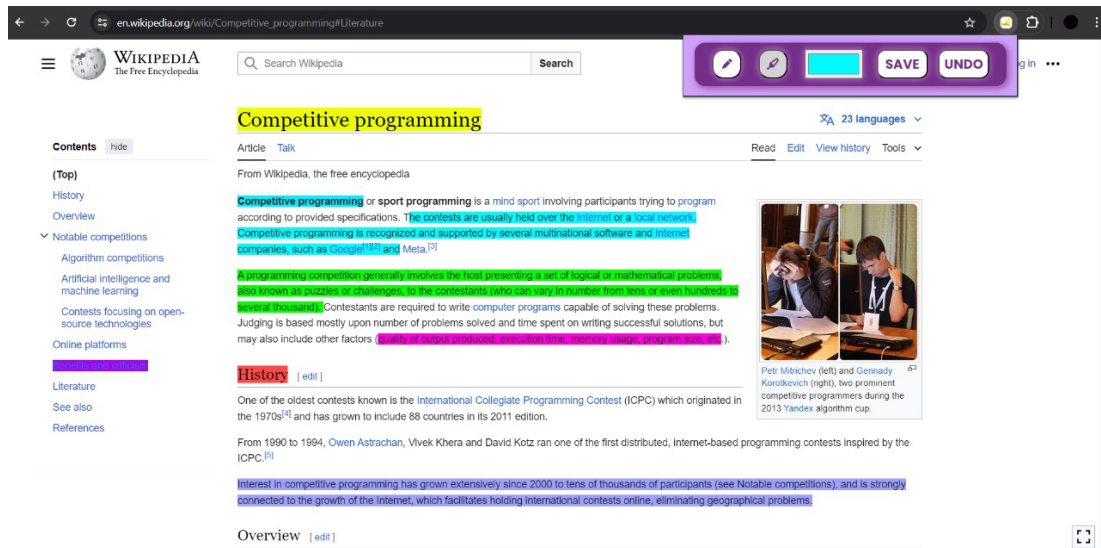 en.wikipedia.org/wiki/Competitive_programming#Literature
WIKIPEDIA
The Free Encyclopedia
Search Wikipedia
Search
SAVE
UNDO
g in
Competitive programming
23 languages
Contents
hide
Article
Talk
Read
Edit
View history
Tools
(Top)
History
Overview
Notable competitions
Algorithm competitions
Artificial intelligence and
machine learning
Contests focusing on open-
source technologies
Online platforms
Literature
See also
References
From Wikipedia, the free encyclopedia
Competitive programming or sport programming is a mind sport involving participants trying to program
according to provided specifications. The contests are usually held over the Internet or a local network.
Competitive programming is recognized and supported by several multinational software and Internet
companies, such as Google[1][2] and Meta.[3]
A programming competition generally involves the host presenting a set of logical or mathematical problems,
also known as puzzles or challenges, to the contestants (who can vary in number from tens or even hundreds to
several thousand). Contestants are required to write computer programs capable of solving these problems.
Judging is based mostly upon number of problems solved and time spent on writing successful solutions, but
may also include other factors (quality of output produced, execution time, memory usage, program size, etc.).
Petr Mitrichev (left) and Gennady
Korotkevich (right), two prominent
competitive programmers during the
2013 Yandex algorithm cup.
History [ edit ]
One of the oldest contests known is the International Collegiate Programming Contest (ICPC) which originated in
the 1970s[4] and has grown to include 88 countries in its 2011 edition.
From 1990 to 1994, Owen Astrachan, Vivek Khera and David Kotz ran one of the first distributed, internet-based programming contests inspired by the
ICPC.[5]
Interest in competitive programming has grown extensively since 2000 to tens of thousands of participants (see Notable competitions), and is strongly
connected to the growth of the Internet, which facilitates holding international contests online, eliminating geographical problems.
Overview [ edit ]